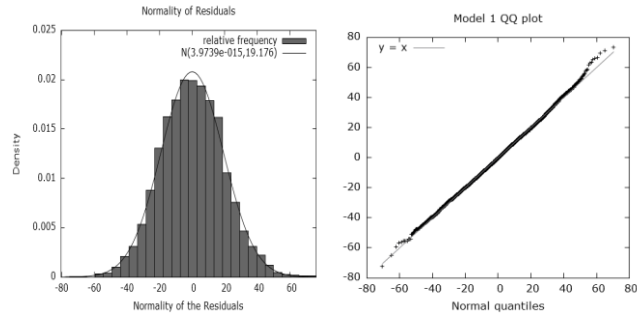 Normality of Residuals
relative frequency
N(3.9739e-015,19.176)
0.025
0.02
0.015
0.01
0.005
0
Density
-80 -60 -40 -20 0 20 40 60
Normality of the Residuals
Model 1 QQ plot
y = x
80
60
40
20
0
-20
-40
-60
-80
-80 -60 -40 -20 0 20 40 60 80
Normal quantiles